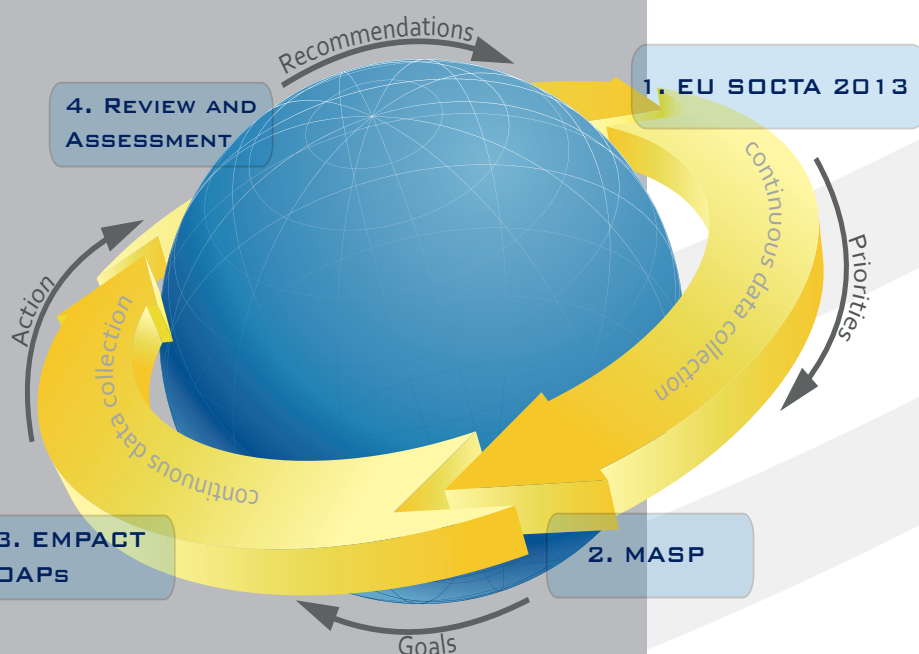 Recommendations
1. EU SOCTA 2013
4. REVIEW AND
ASSESSMENT
continuous data collection
Priorities
Action
continuous data collection
3. EMPACT
OAPs
2. MASP
Goals